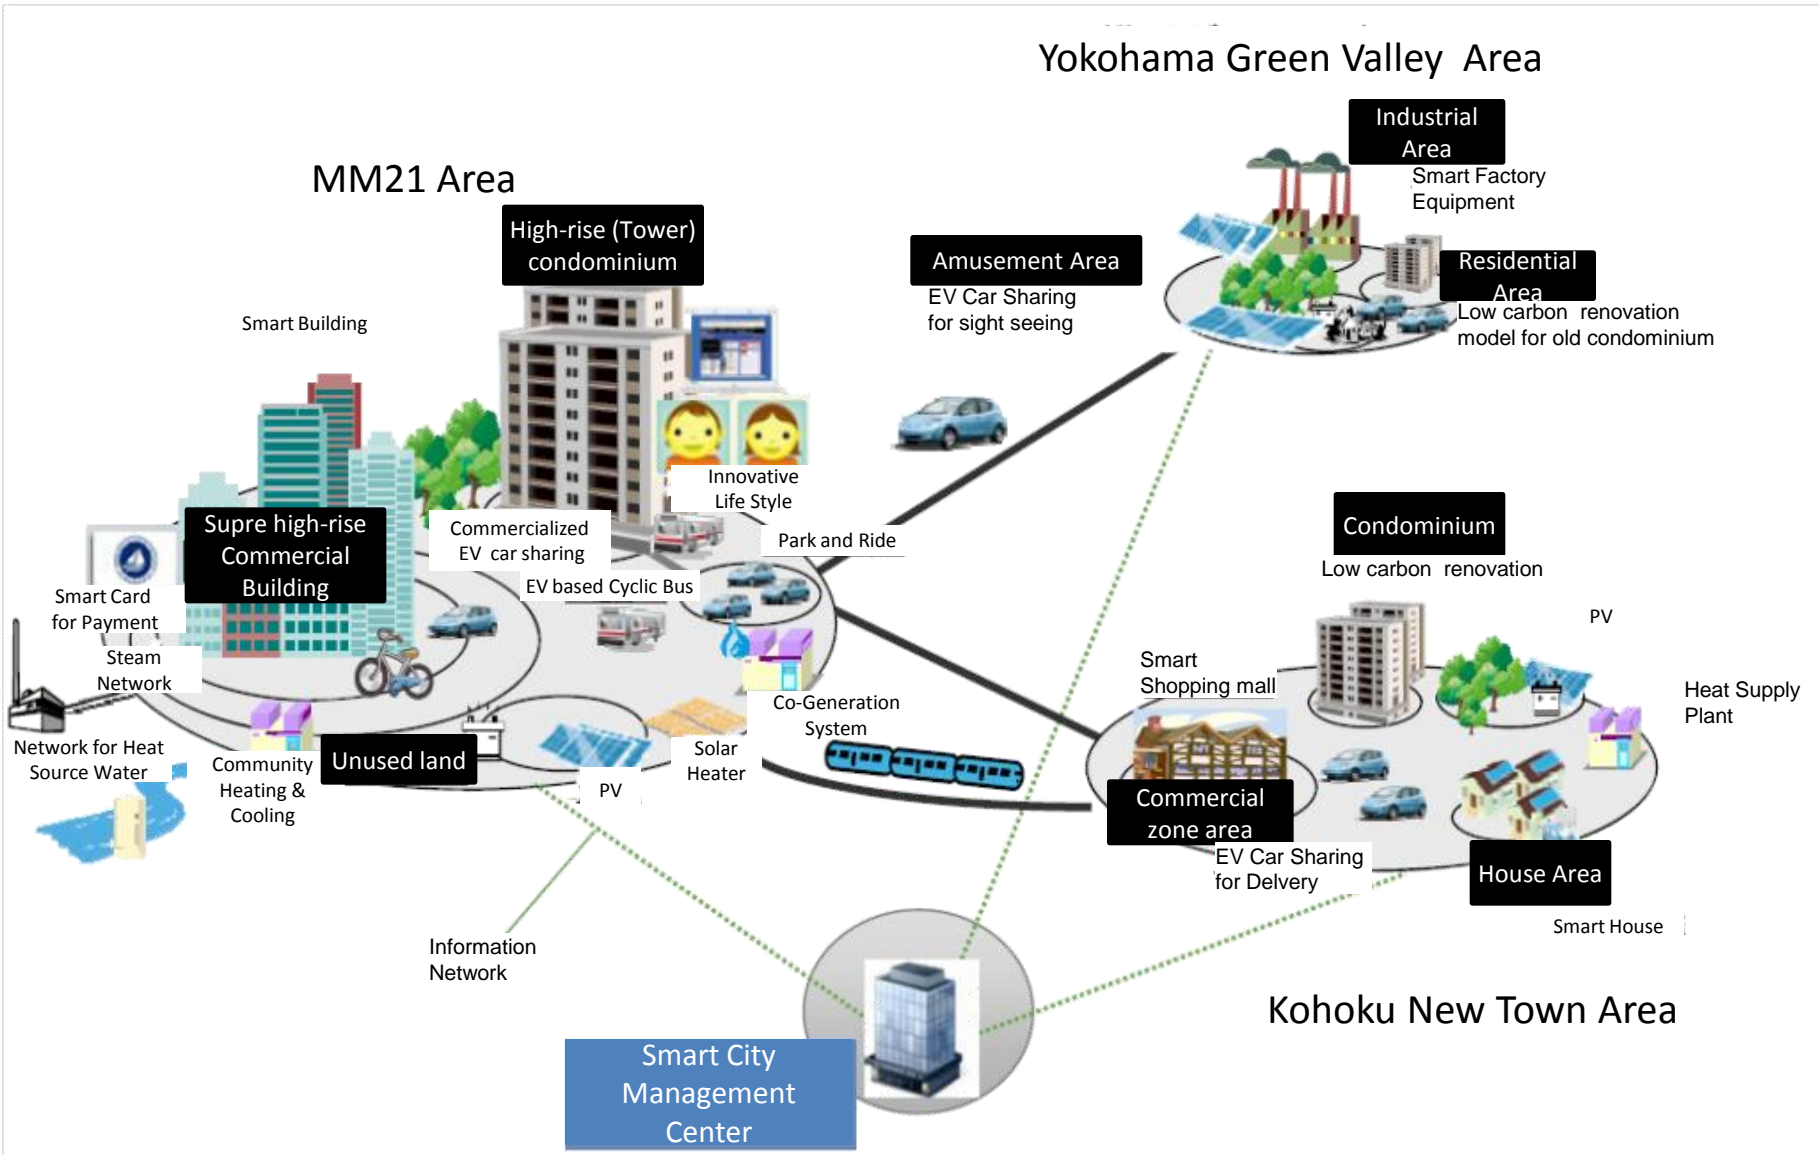 Yokohama Green Valley Area
Industrial
Area
Smart Factory
Equipment
MM21 Area
High-rise (Tower)
condominium
Amusement Area
EV Car Sharing
for sight seeing
Residential
Area
Low carbon renovation
model for old condominium
Smart Building
Innovative
Life Style
Supre high-rise
Commercial
Building
Commercialized
EV car sharing
Park and Ride
EV based Cyclic Bus
Condominium
Low carbon renovation
Smart Card
for Payment
PV
Steam
Network
Smart
Shopping mall
Heat Supply
Plant
Co-Generation
System
Network for Heat
Source Water
Community
Heating &
Cooling
Unused land
Solar
Heater
PV
Commercial
zone area
EV Car Sharing
for Delvery
House Area
Smart House
Information
Network
Kohoku New Town Area
Smart City
Management
Center